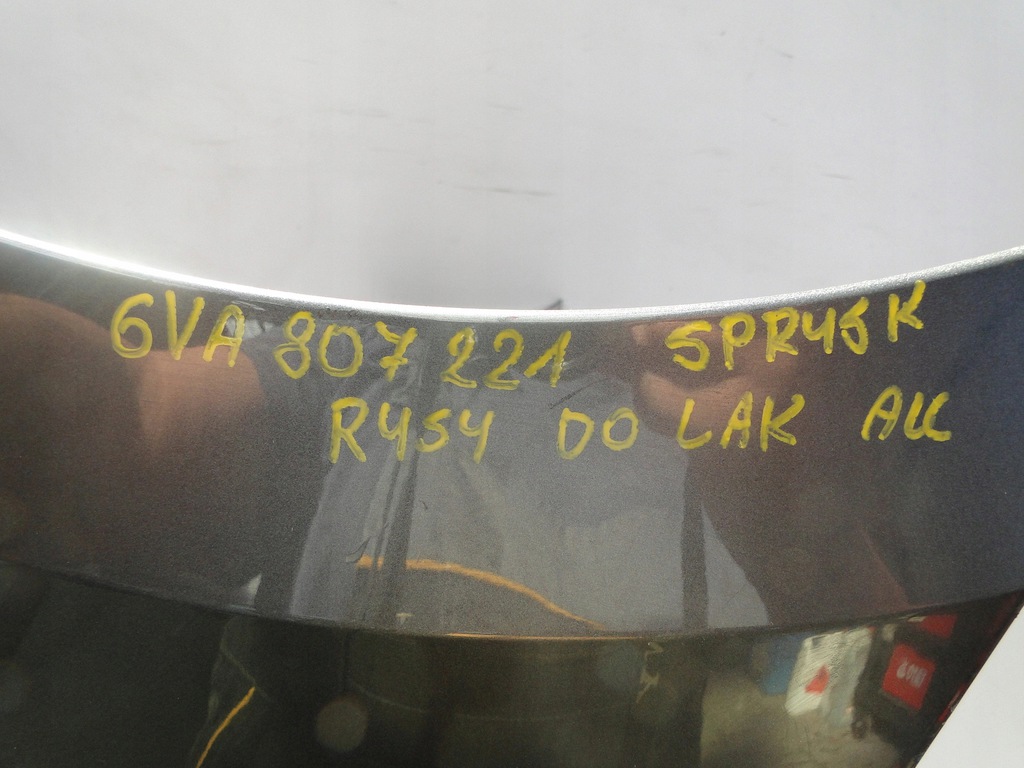 6VA 807 221 SPRYSK
RYSY DO LAK ALL